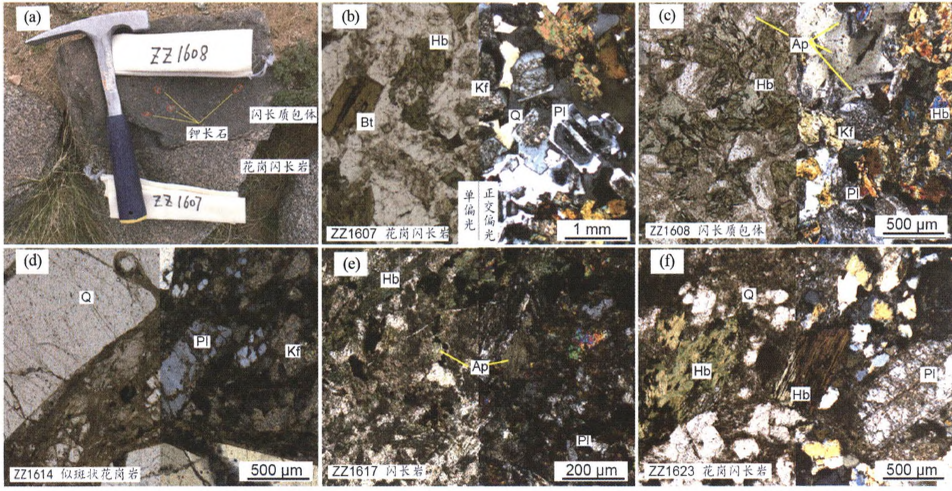 (a)
ZZ1608
闪长质包体
钾长石
花岗闪长岩
ZZ1607
(b)
Hb
Kf
Bt
Q
Pl
单偏光
正交偏光
ZZ1607 花岗闪长岩
1 mm
(c)
Ap
Hb
Hb
Kf
Pl
ZZ1608 闪长质包体
500 μm
(d)
Q
Pl
Kf
ZZ1614 似斑状花岗岩
500 μm
(e)
Hb
Ap
Pl
ZZ1617 闪长岩
200 μm
(f)
Q
Hb
Hb
Pl
ZZ1623 花岗闪长岩
500 μm